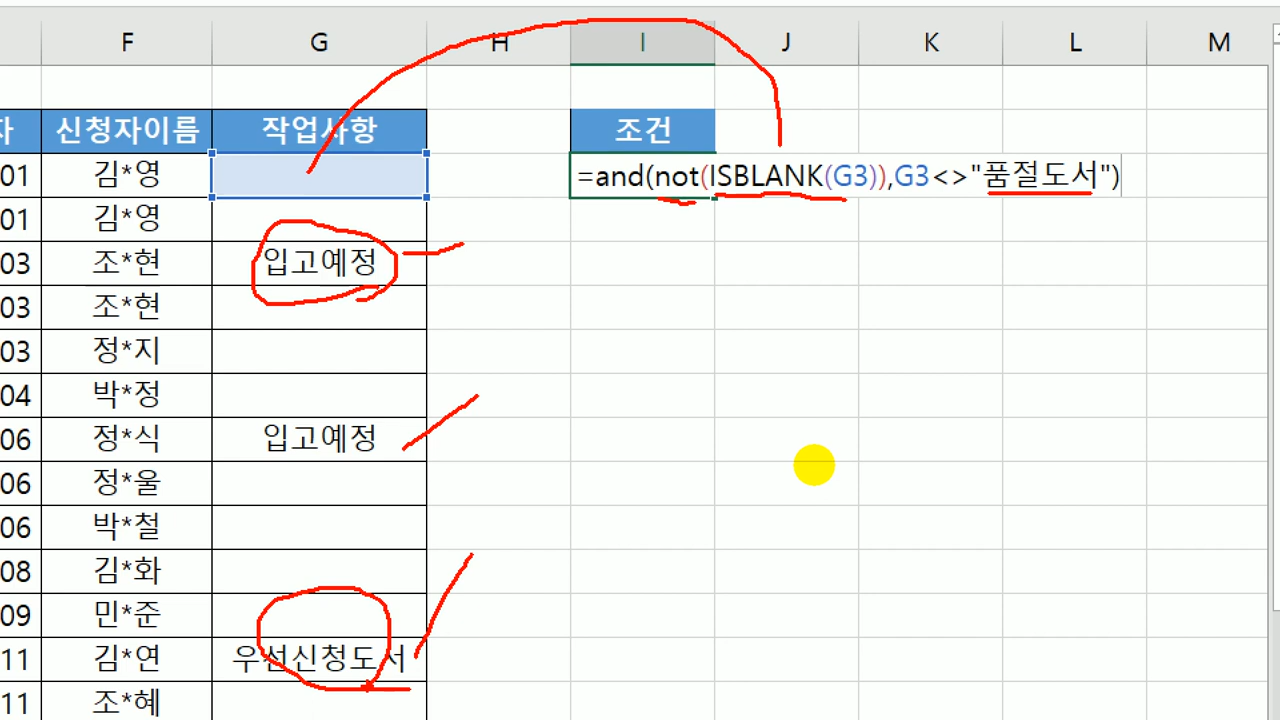 F G H I J K L M
자 신청자이름 작업사항 조건
01 김*영 =and(not(ISBLANK(G3)),G3<>"품절도서")
01 김*영
03 조*현 입고예정
03 조*현
03 정*지
04 박*정
06 정*식 입고예정
06 정*울
06 박*철
08 김*화
09 민*준
11 김*연 우선신청도서
11 조*혜